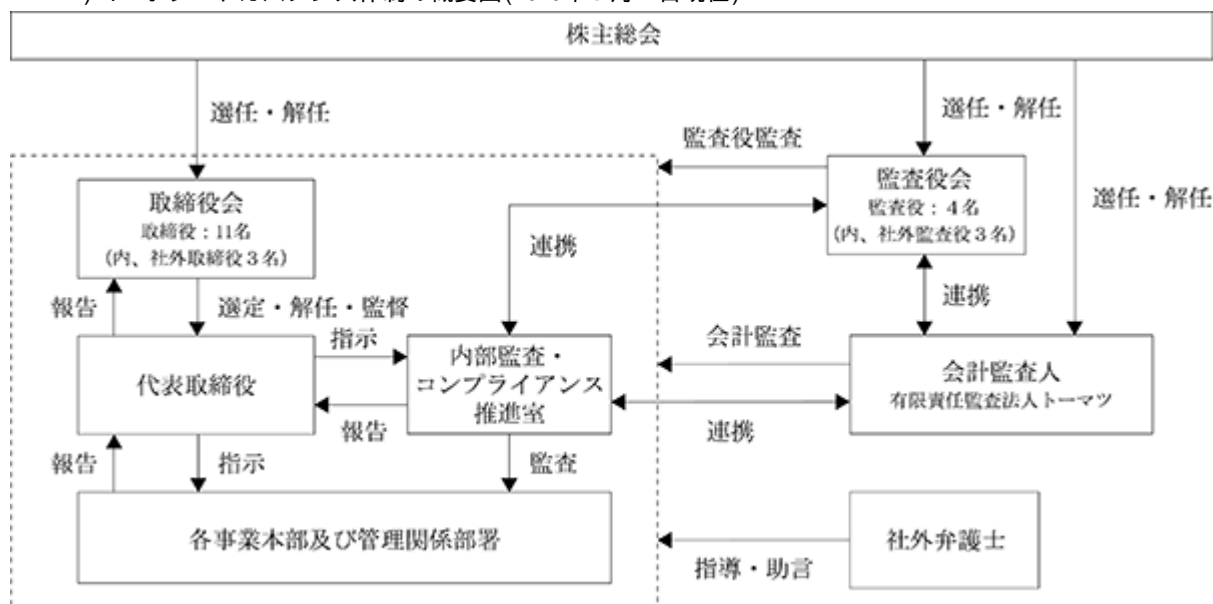 株主総会
選任・解任
選任・解任
監査役監査
取締役会
取締役：11名
(内、社外取締役３名)
監査役会
監査役：４名
(内、社外監査役３名)
選任・解任
連携
報告
選定・解任・監督
連携
指示
会計監査
代表取締役
内部監査・
コンプライアンス
推進室
会計監査人
有限責任監査法人トーマツ
報告
連携
報告
指示
監査
各事業本部及び管理関係部署
社外弁護士
指導・助言